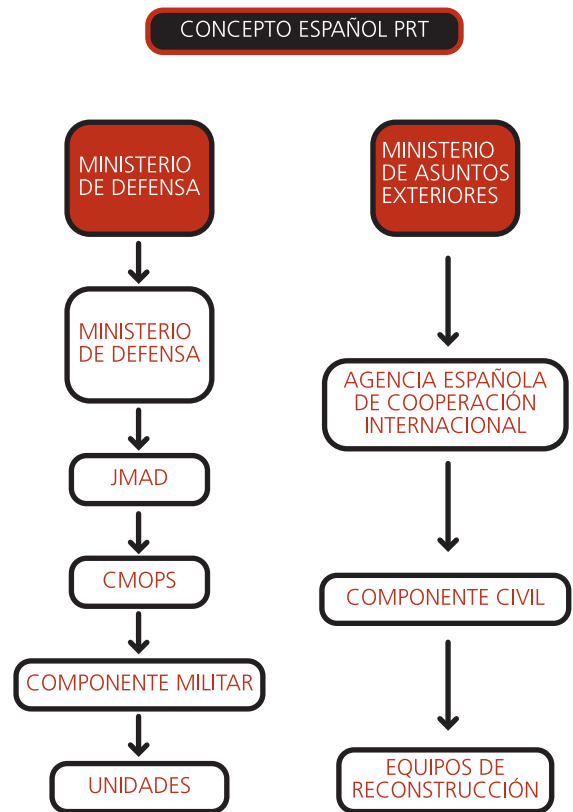 CONCEPTO ESPAÑOL PRT
MINISTERIO
DE DEFENSA
MINISTERIO
DE DEFENSA
JMAD
CMOPS
COMPONENTE MILITAR
UNIDADES
MINISTERIO
DE ASUNTOS
EXTERIORES
AGENCIA ESPAÑOLA
DE COOPERACIÓN
INTERNACIONAL
COMPONENTE CIVIL
EQUIPOS DE
RECONSTRUCCIÓN